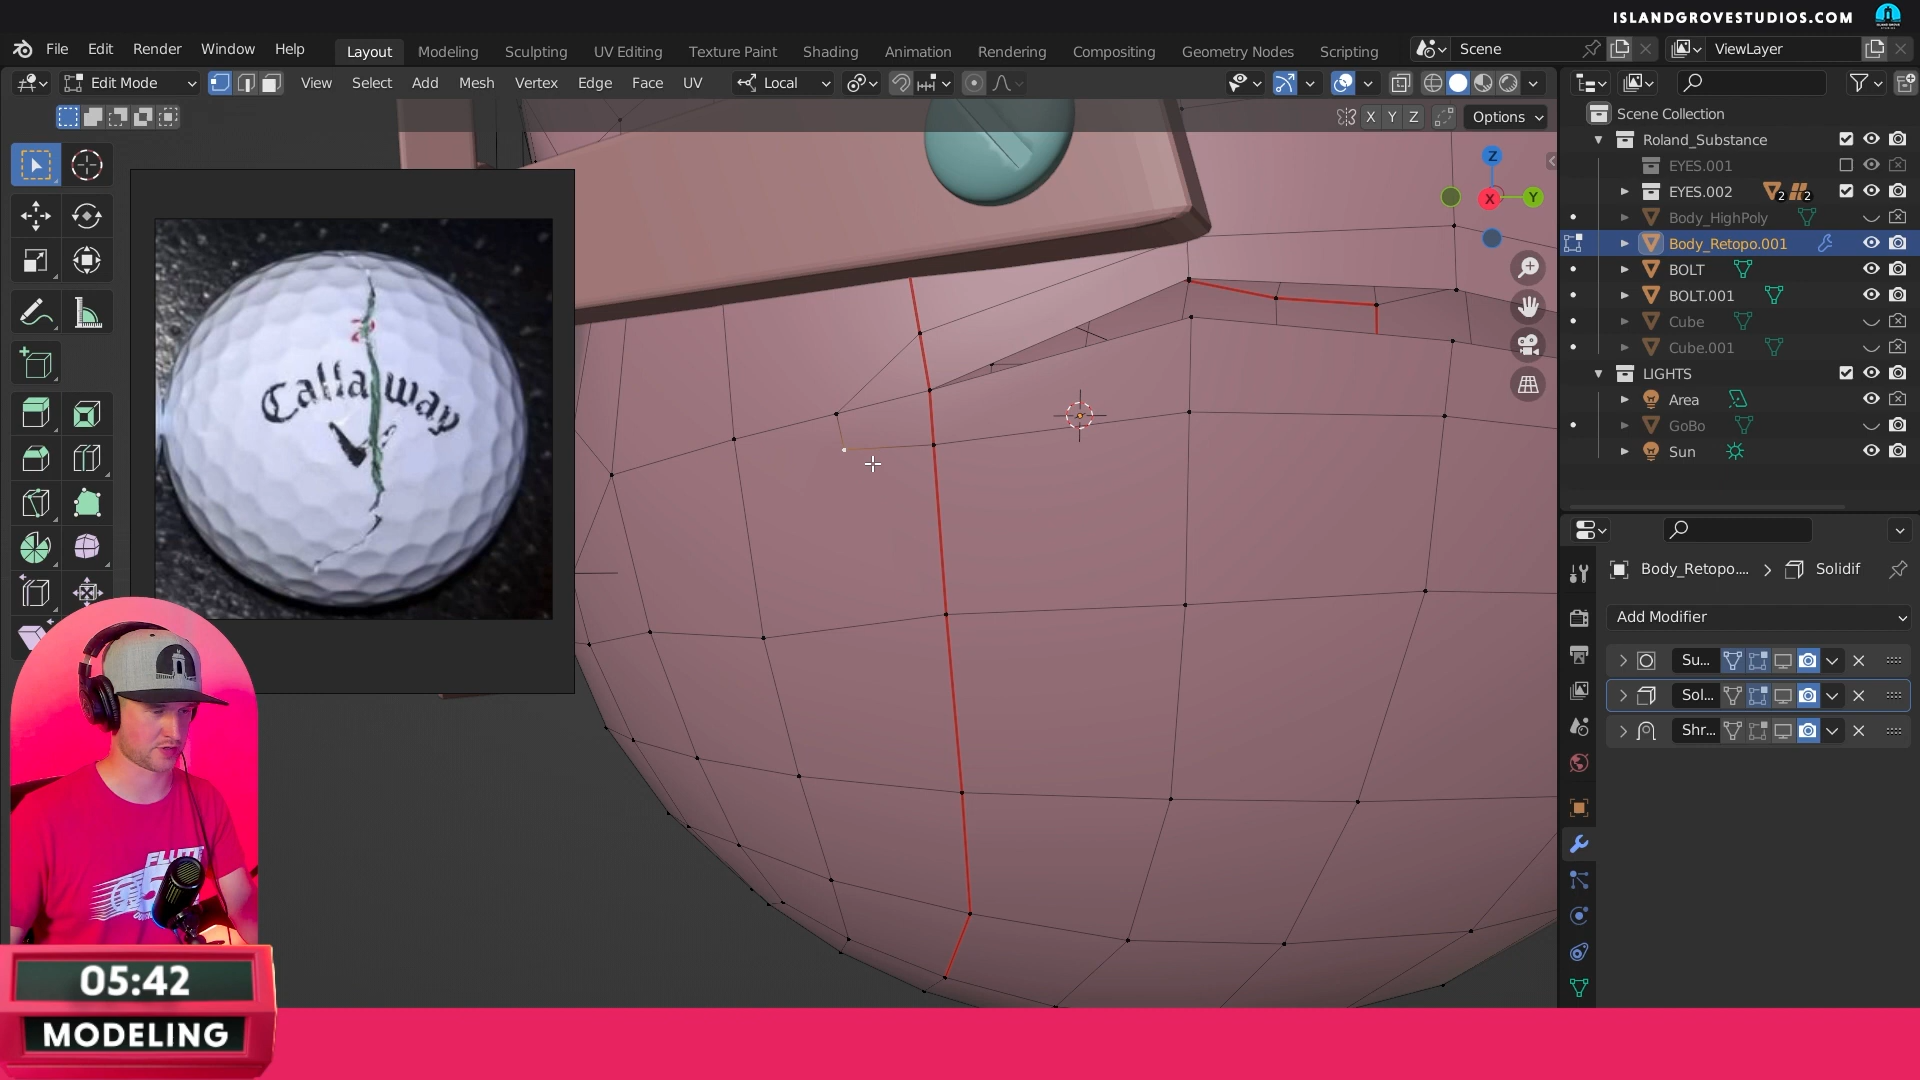 ISLANDGROVESTUDIOS.COM
File Edit Render Window Help
Layout Modeling Sculpting UV Editing Texture Paint Shading Animation Rendering Compositing Geometry Nodes Scripting
Scene
ViewLayer
Edit Mode
View Select Add Mesh Vertex Edge Face UV
Local
X Y Z
Options
Z
X
Y
Scene Collection
Roland_Substance
EYES.001
EYES.002
2
2
Body_HighPoly
Body_Retopo.001
BOLT
BOLT.001
Cube
Cube.001
LIGHTS
Area
GoBo
Sun
Body_Retopo....
Solidif
Add Modifier
Su...
Sol...
Shr...
Callaway
FLUTE
05:42
MODELING